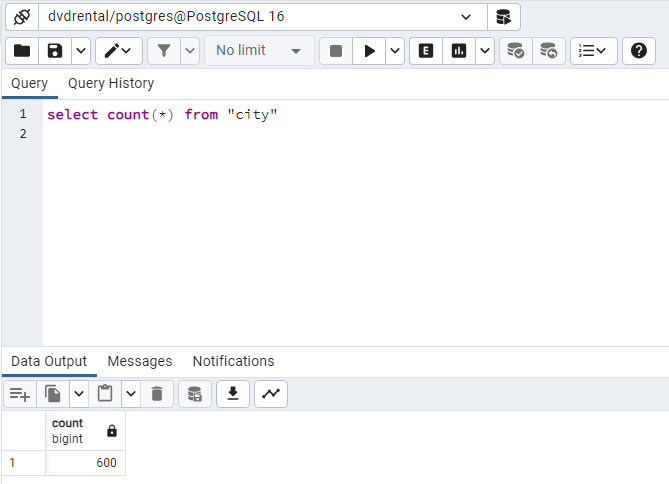 dvdrental/postgres@PostgreSQL 16
No limit
E
Query Query History
1 select count(*) from "city"
2
Data Output Messages Notifications
count
bigint
1 600